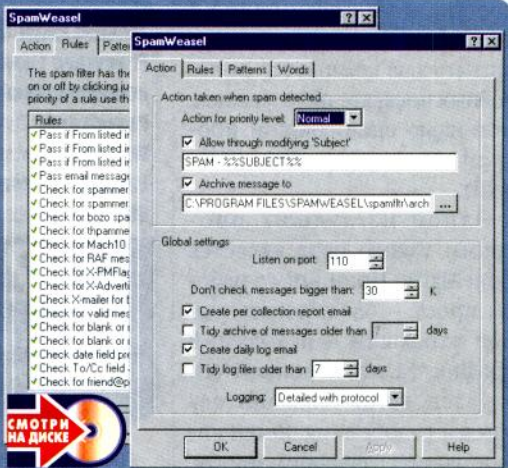 SpamWeasel
Action Rules Patte
The spam filter has the
on or off by clicking ju
priority of a rule use th
Rules
Pass if From listed i
Pass if From listed i
Pass if From listed i
Pass email message
Check for spammer
Check for spammer
Check for bozo spa
Check for thpamme
Check for Mach10
Check for RAF mes
Check for X-PMFlag
Check for X-Adverti
Check X-mailer for b
Check for valid mes
Check for blank or
Check for blank or
Check date field pre
Check To/Cc field
Check for friend@p
СМОТРИ
НА ДИСКЕ
SpamWeasel
Action Rules Patterns Words
Action taken when spam detected
Action for priority level: Normal
Allow through modifying 'Subject'
SPAM - %%SUBJECT%%
Archive message to
C:\PROGRAM FILES\SPAMWEASEL\spamfltr\arch ...
Global settings
Listen on port: 110
Don't check messages bigger than: 30 K
Create per collection report email
Tidy archive of messages older than 7 days
Create daily log email
Tidy log files older than 7 days
Logging: Detailed with protocol
OK Cancel Apply Help